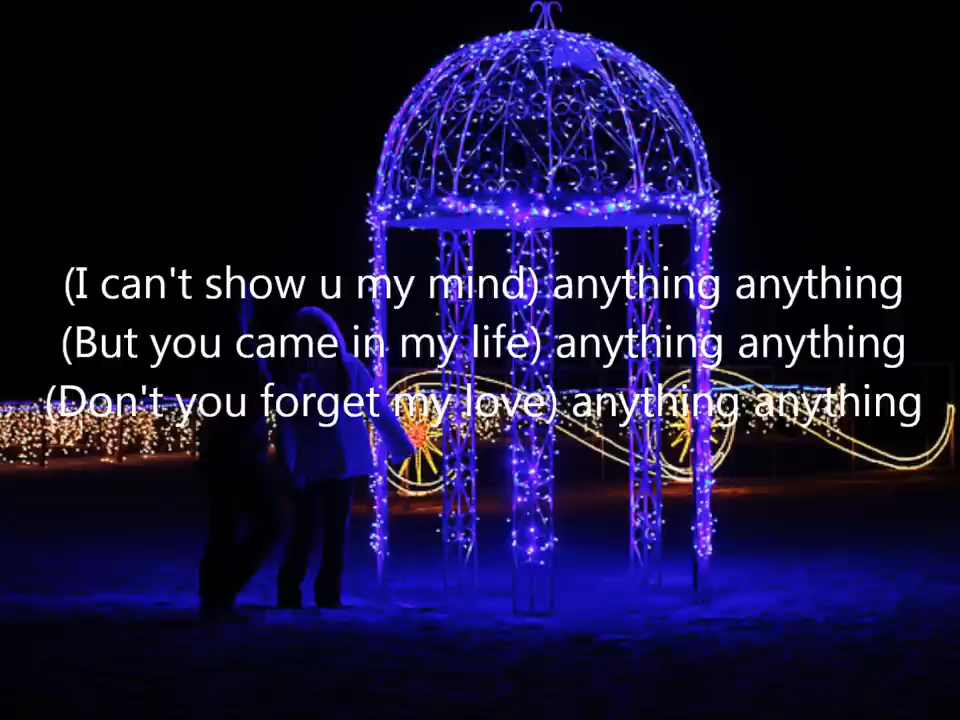 (I can't show u my mind) anything anything
(But you came in my life) anything anything
(Don't you forget my love) anything anything